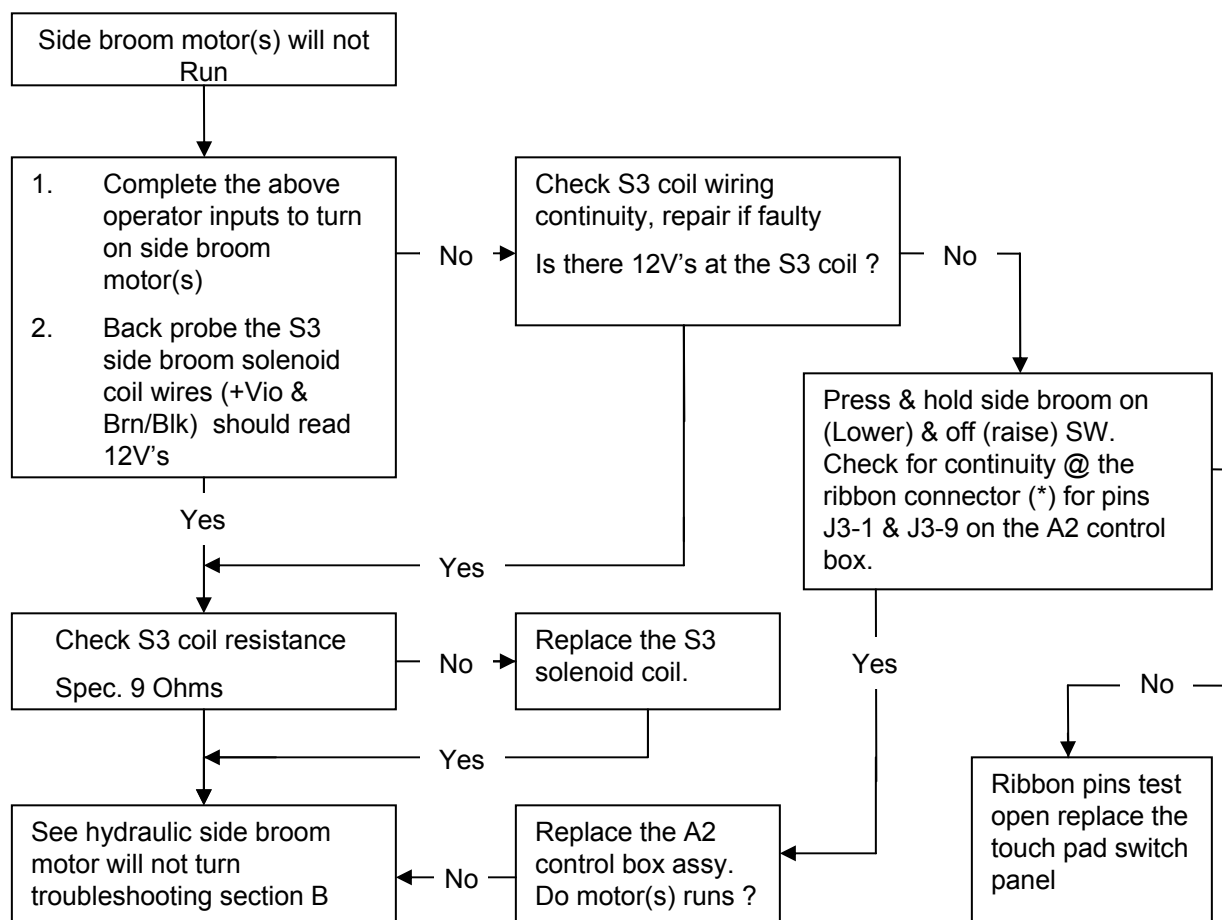 Side broom motor(s) will not
Run
1. Complete the above
operator inputs to turn
on side broom
motor(s)
2. Back probe the S3
side broom solenoid
coil wires (+Vio &
Brn/Blk) should read
12V's
No
Check S3 coil wiring
continuity, repair if faulty
Is there 12V's at the S3 coil ?
No
Press & hold side broom on
(Lower) & off (raise) SW.
Check for continuity @ the
ribbon connector (*) for pins
J3-1 & J3-9 on the A2 control
box.
Yes
Yes
Check S3 coil resistance
Spec. 9 Ohms
No
Replace the S3
solenoid coil.
Yes
No
Yes
See hydraulic side broom
motor will not turn
troubleshooting section B
No
Replace the A2
control box assy.
Do motor(s) runs ?
Ribbon pins test
open replace the
touch pad switch
panel